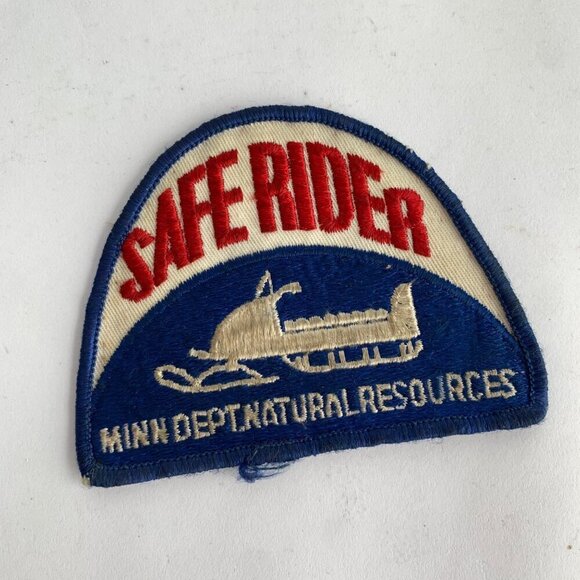 SAFE RIDER
MINN DEPT. NATURAL RESOURCES